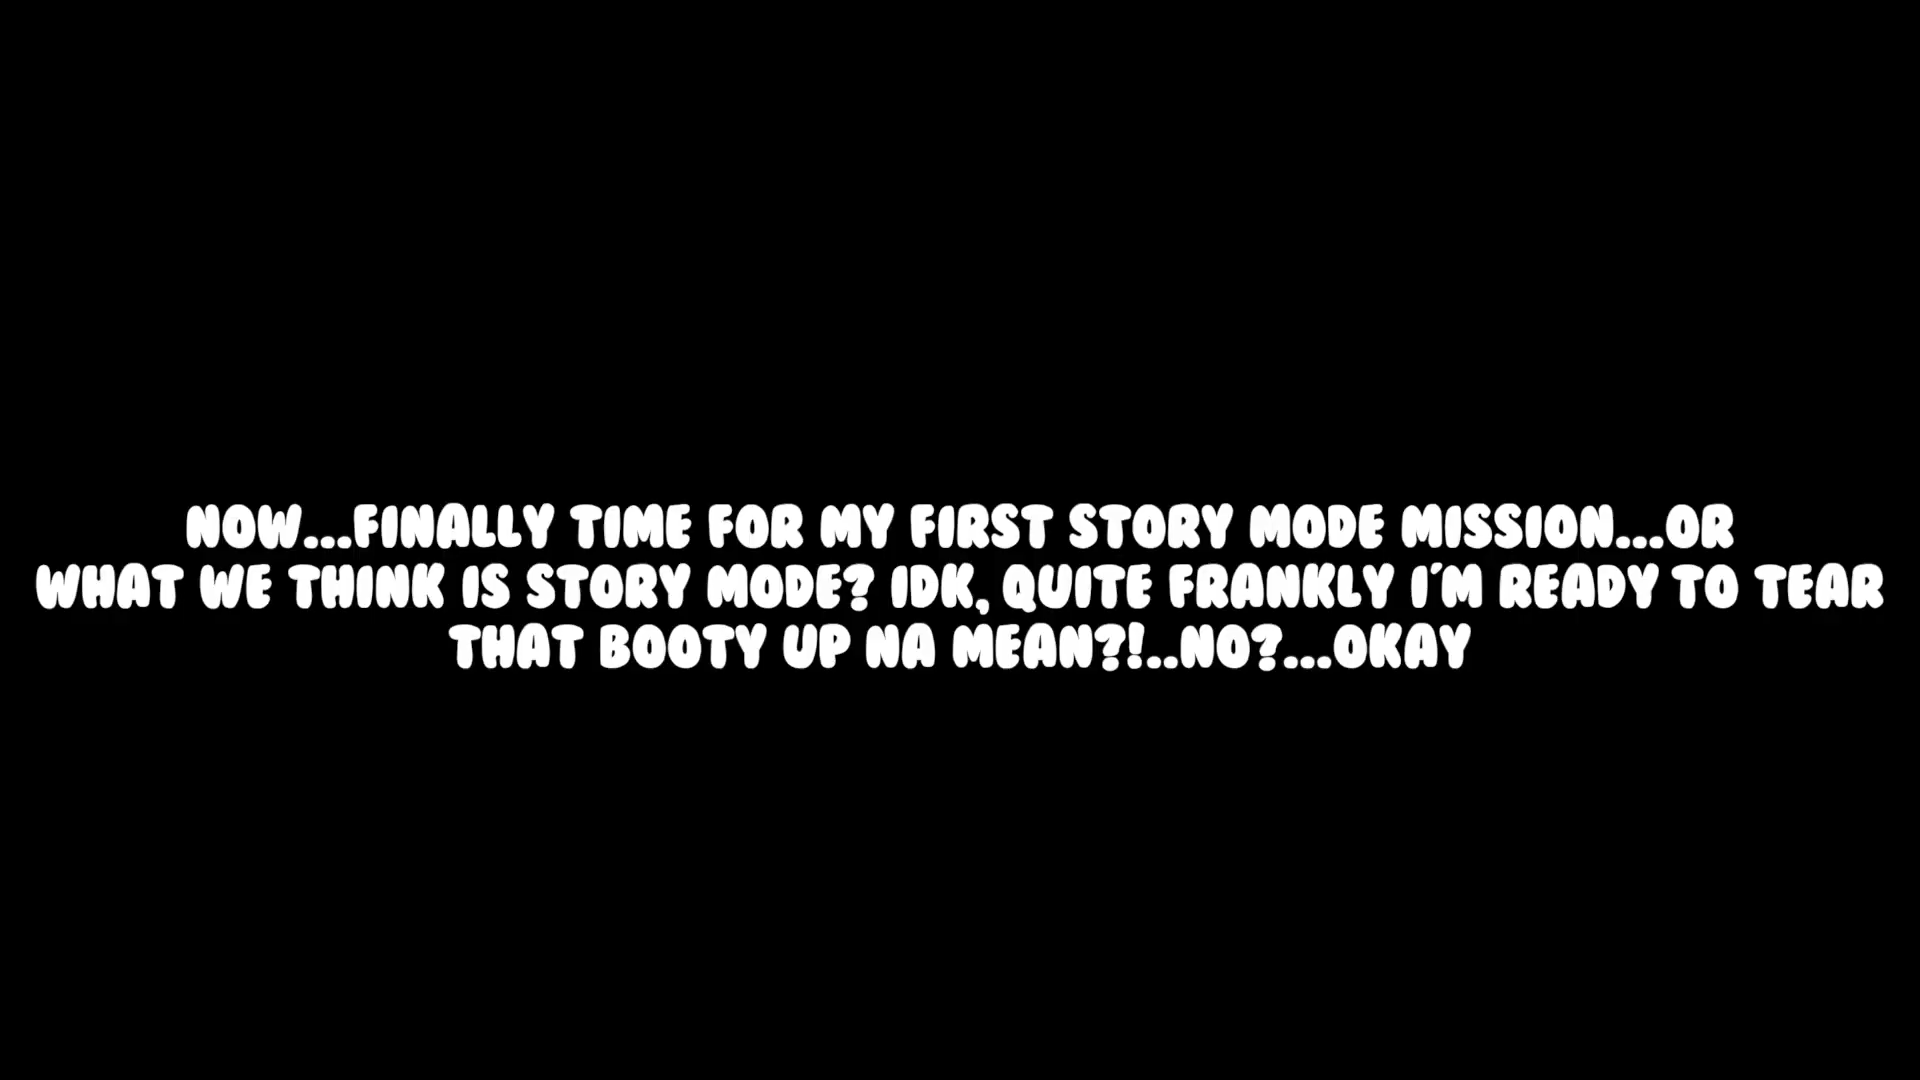 NOW...FINALLY TIME FOR MY FIRST STORY MODE MISSION...OR
WHAT WE THINK IS STORY MODE? IDK, QUITE FRANKLY I'M READY TO TEAR
THAT BOOTY UP NA MEAN?!..NO?...OKAY